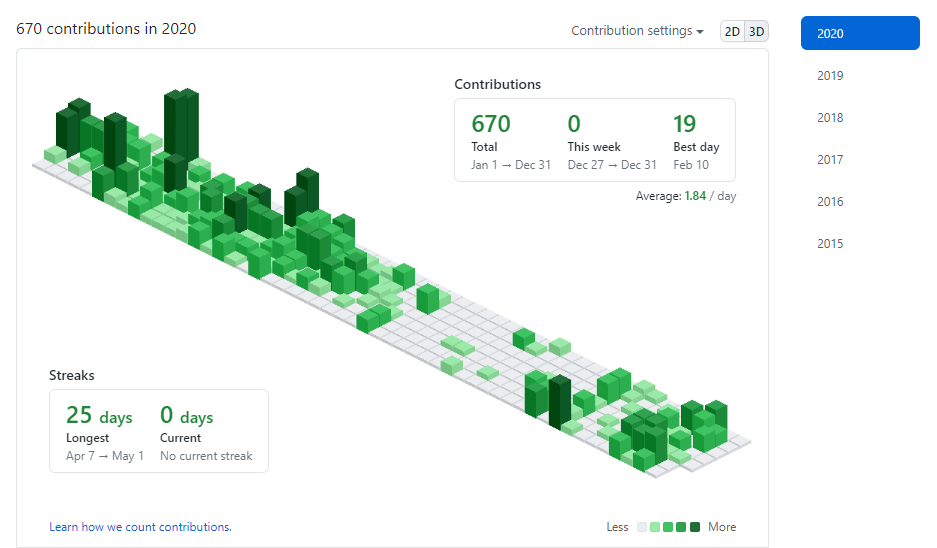 670 contributions in 2020
Contribution settings
2D 3D
2020
2019
2018
2017
2016
2015
Contributions
670 0 19
Total This week Best day
Jan 1 → Dec 31 Dec 27 → Dec 31 Feb 10
Average: 1.84 / day
Streaks
25 days 0 days
Longest Current
Apr 7 → May 1 No current streak
Learn how we count contributions.
Less More